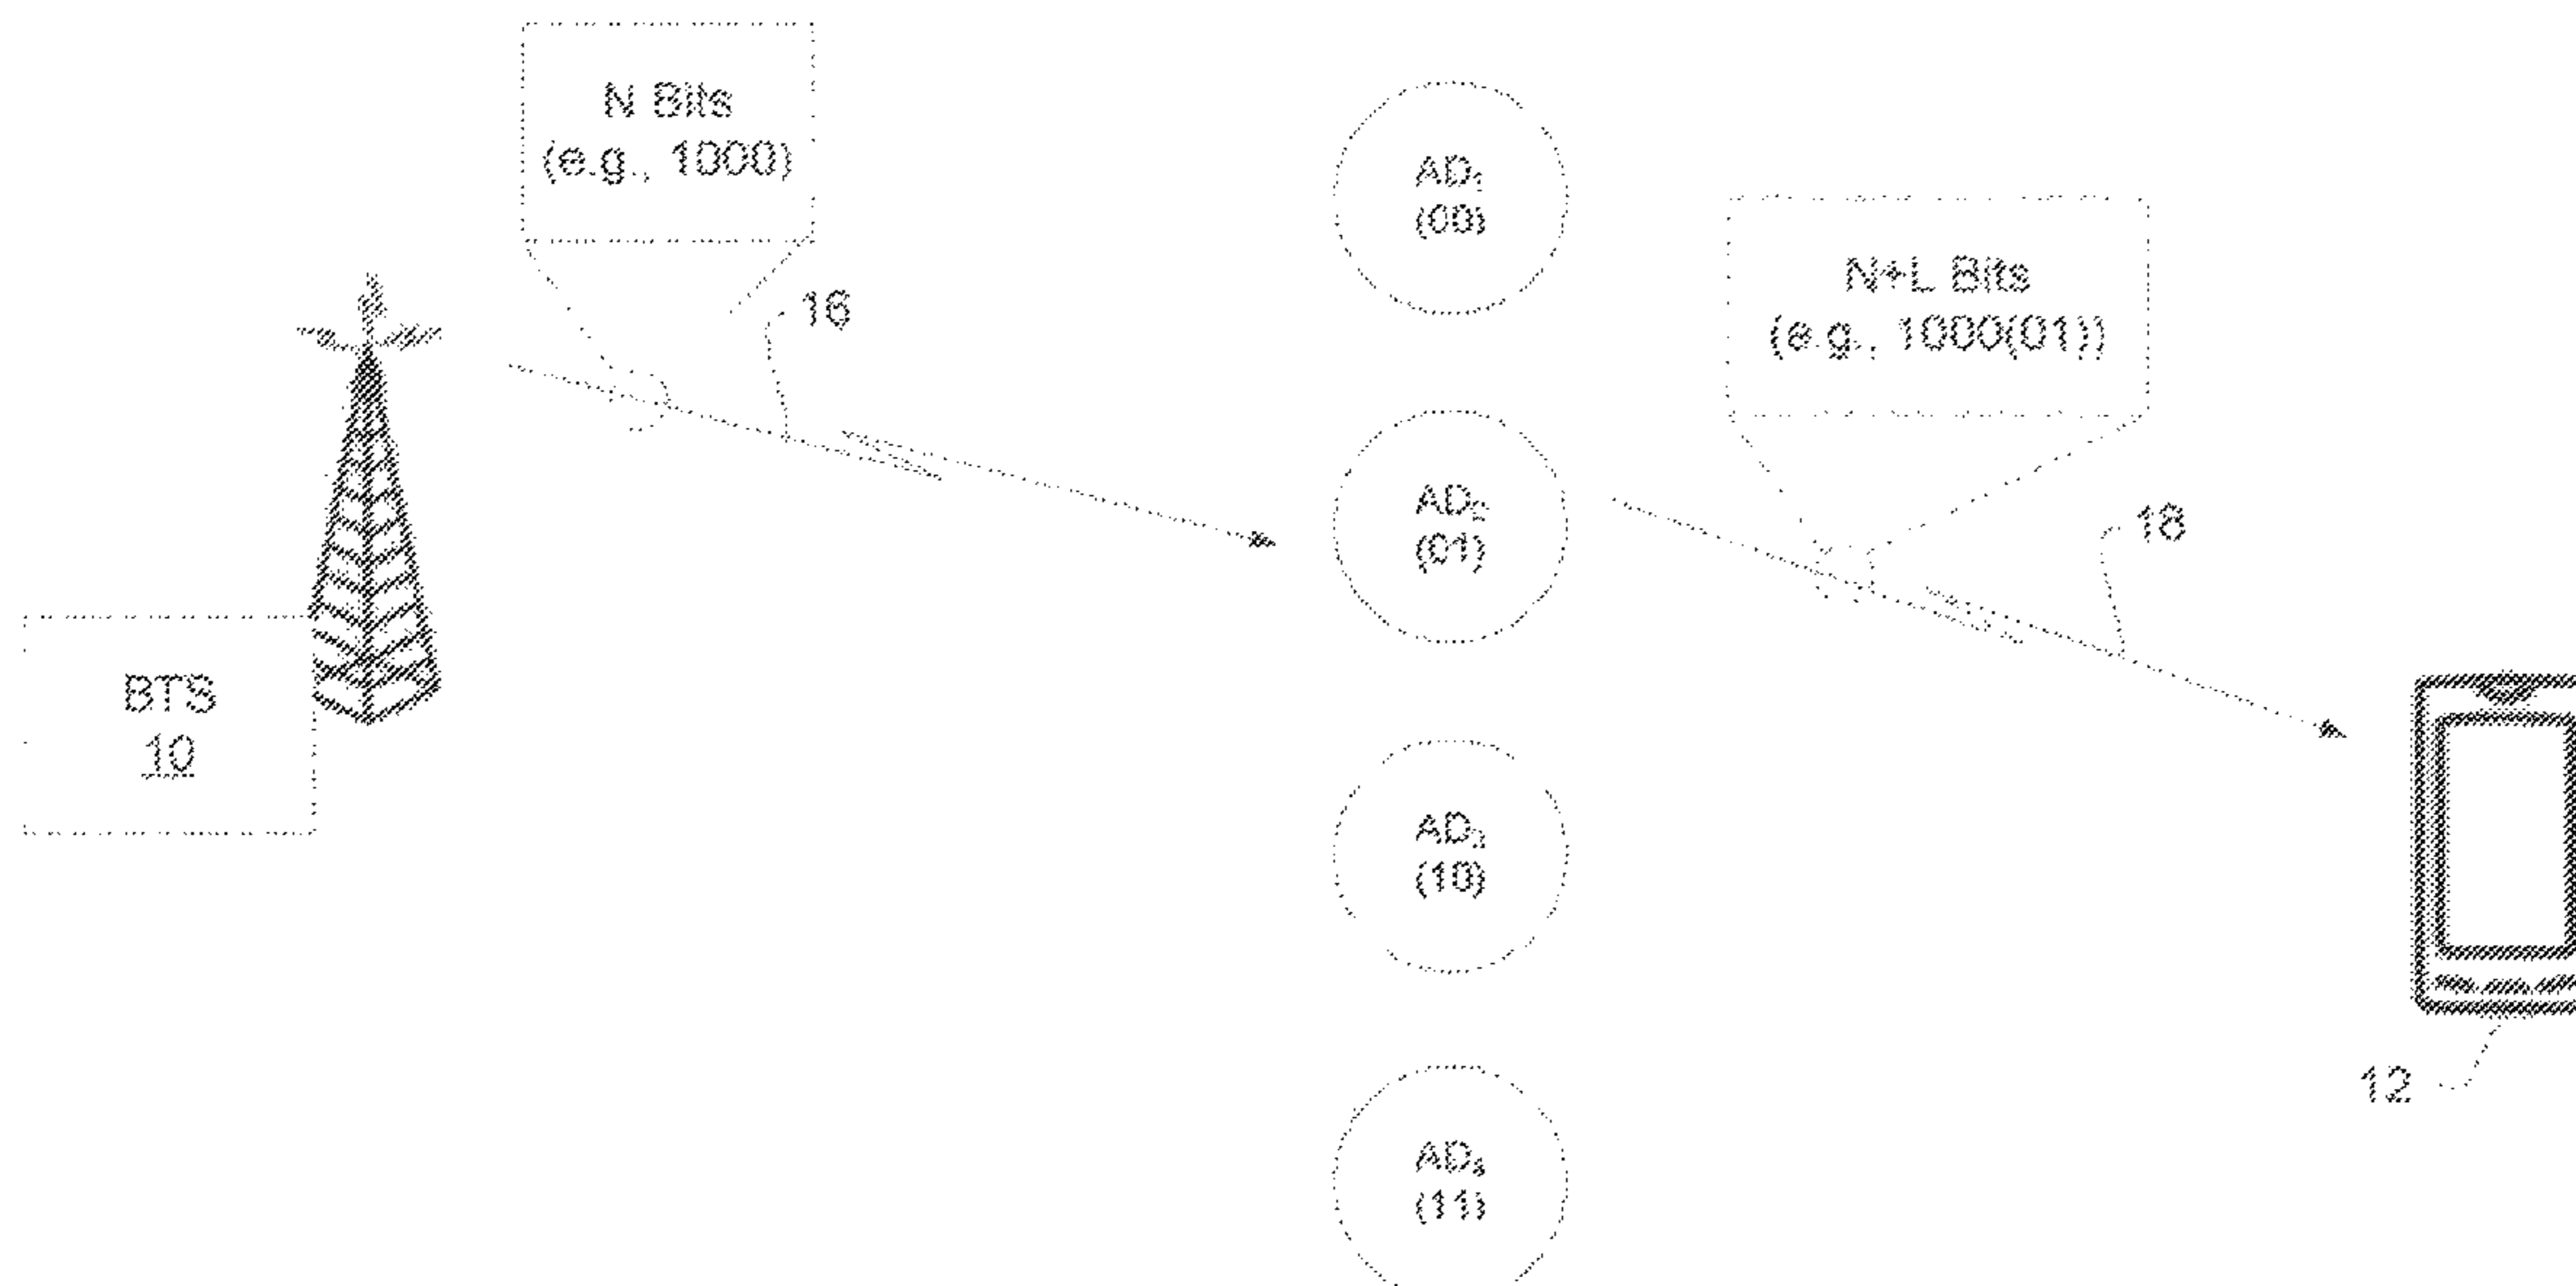 N Bits
(e.g., 1000)
16
AD₁
(00)
N+L Bits
(e.g., 1000(01))
AD₂
(01)
18
BTS
10
AD₃
(10)
12
AD₄
(11)